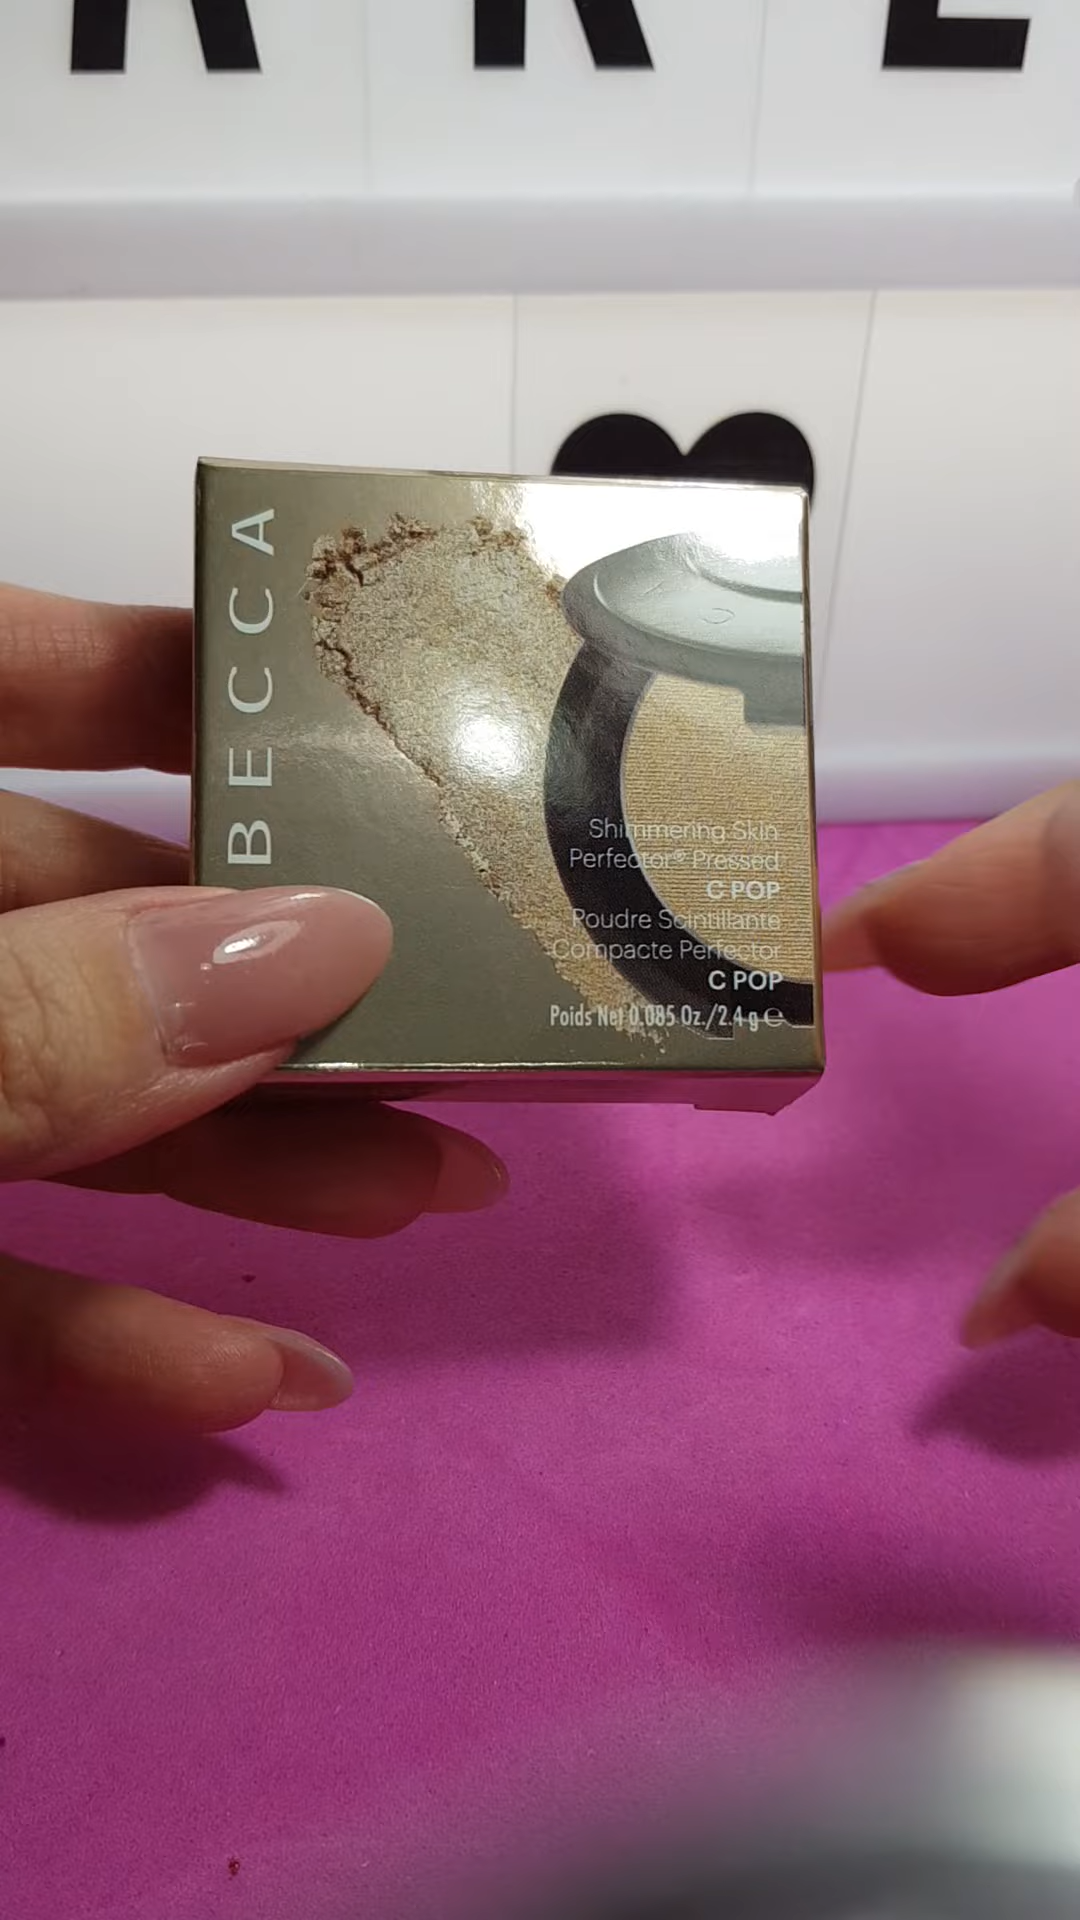 BECCA
Shimmering Skin
Perfector® Pressed
C POP
Poudre Scintillante
Compacte Perfector
C POP
Poids Net 0.085 Oz./2.4 g ℮